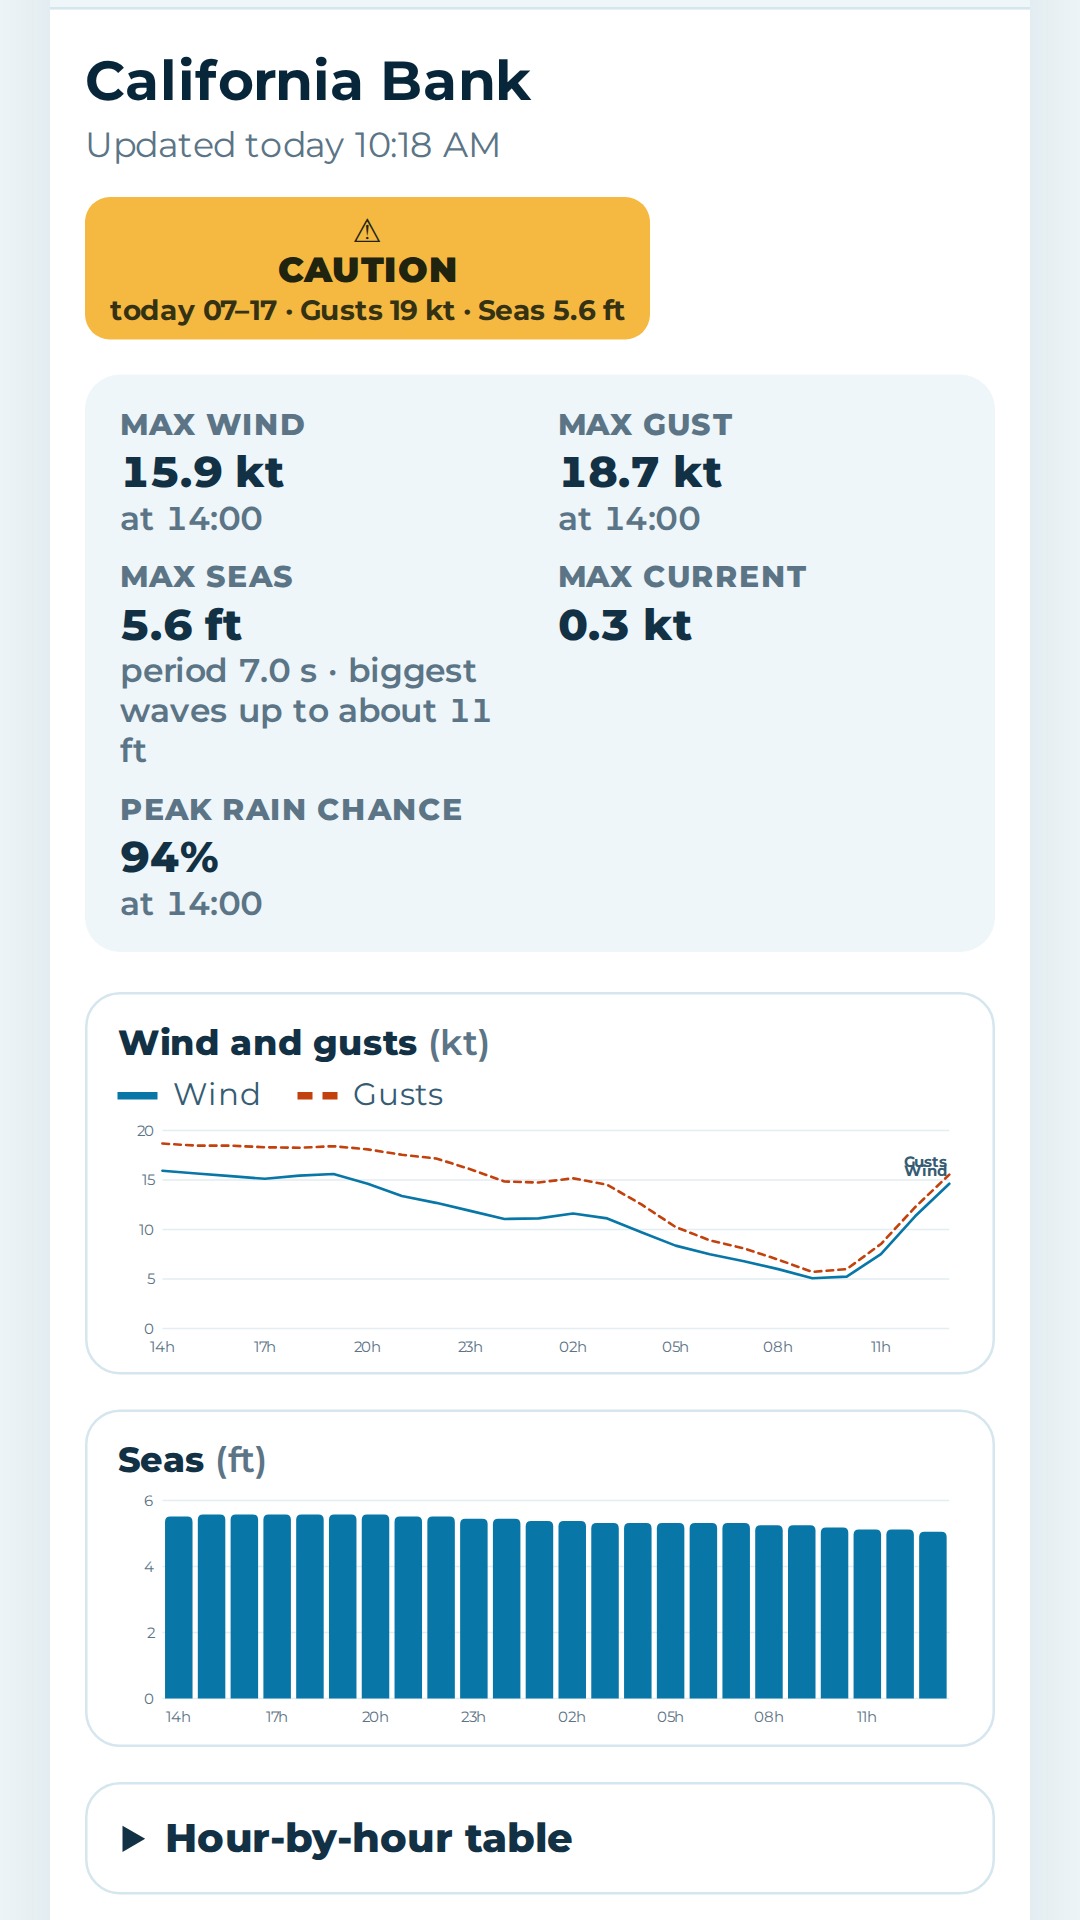 California Bank
Updated today 10:18 AM
⚠
CAUTION
today 07–17 · Gusts 19 kt · Seas 5.6 ft
MAX WIND
15.9 kt
at 14:00
MAX GUST
18.7 kt
at 14:00
MAX SEAS
5.6 ft
period 7.0 s · biggest
waves up to about 11
ft
MAX CURRENT
0.3 kt
PEAK RAIN CHANCE
94%
at 14:00
Wind and gusts (kt)
Wind Gusts
20
15
10
5
0
Gusts
Wind
14h 17h 20h 23h 02h 05h 08h 11h
Seas (ft)
6
4
2
0
14h 17h 20h 23h 02h 05h 08h 11h
▶ Hour-by-hour table